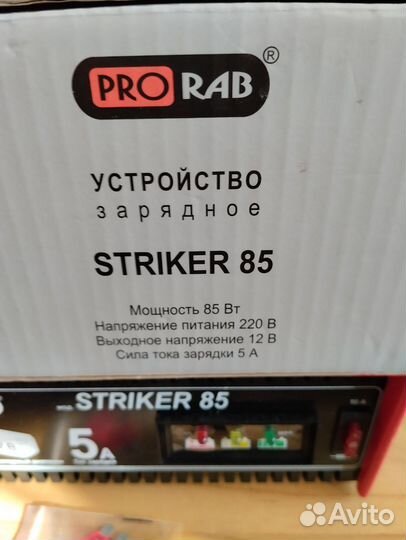 PRORAB®
УСТРОЙСТВО
зарядное
STRIKER 85
Мощность 85 Вт
Напряжение питания 220 В
Выходное напряжение 12 В
Сила тока зарядки 5 А
STRIKER 85
5А
Avito